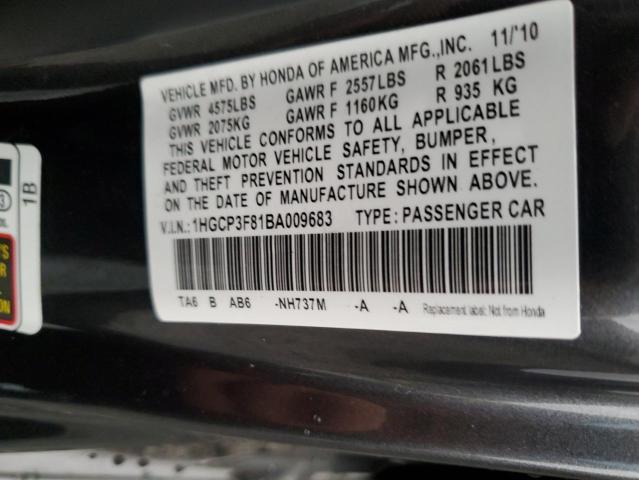 VEHICLE MFD. BY HONDA OF AMERICA MFG.,INC. 11/'10
GVWR 4575LBS GAWR F 2557LBS R 2061LBS
GVWR 2075KG GAWR F 1160KG R 935 KG
THIS VEHICLE CONFORMS TO ALL APPLICABLE
FEDERAL MOTOR VEHICLE SAFETY, BUMPER,
AND THEFT PREVENTION STANDARDS IN EFFECT
ON THE DATE OF MANUFACTURE SHOWN ABOVE.
V.I.N.: 1HGCP3F81BA009683 TYPE: PASSENGER CAR
TA6 B AB6 -NH737M -A -A Replacement label: Not from Honda
3
1B